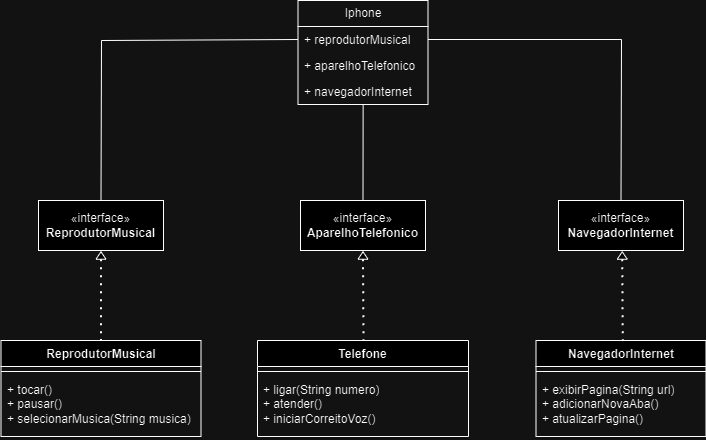 Iphone
+ reprodutorMusical
+ aparelhoTelefonico
+ navegadorInternet
«interface»
ReprodutorMusical
«interface»
AparelhoTelefonico
«interface»
NavegadorInternet
ReprodutorMusical
+ tocar()
+ pausar()
+ selecionarMusica(String musica)
Telefone
+ ligar(String numero)
+ atender()
+ iniciarCorreitoVoz()
NavegadorInternet
+ exibirPagina(String url)
+ adicionarNovaAba()
+ atualizarPagina()